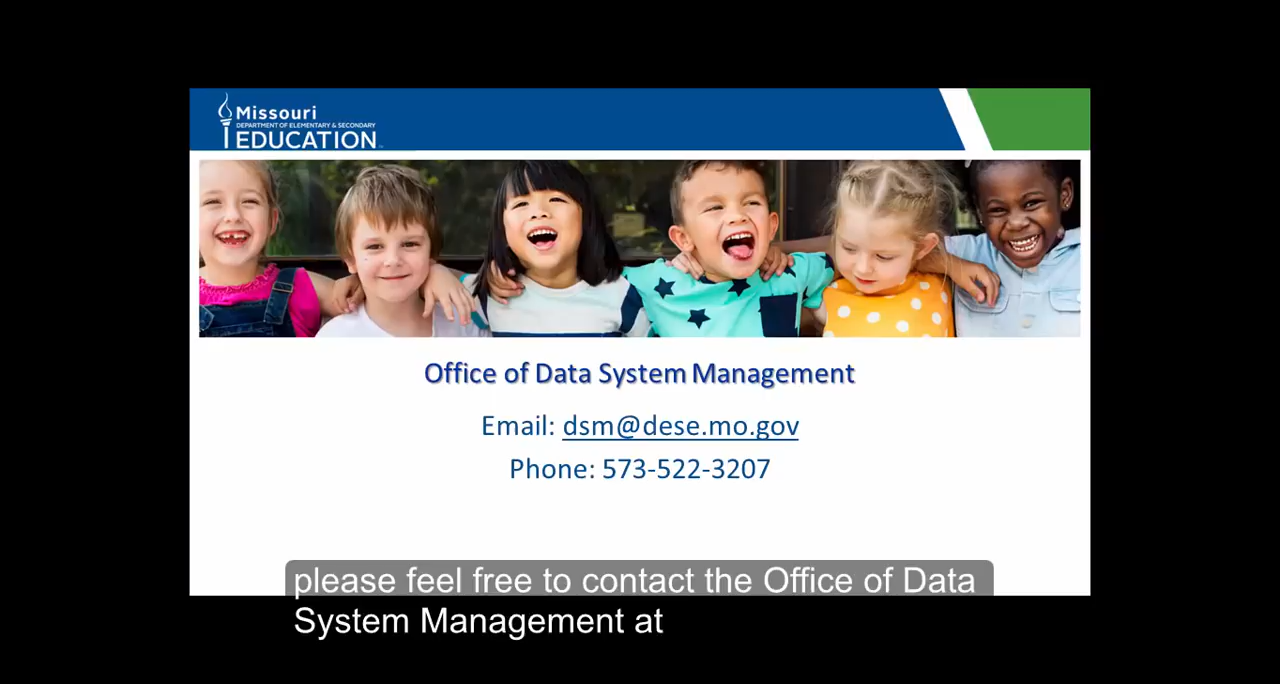 Missouri
DEPARTMENT OF ELEMENTARY & SECONDARY
EDUCATION
Office of Data System Management
Email: dsm@dese.mo.gov
Phone: 573-522-3207
please feel free to contact the Office of Data
System Management at